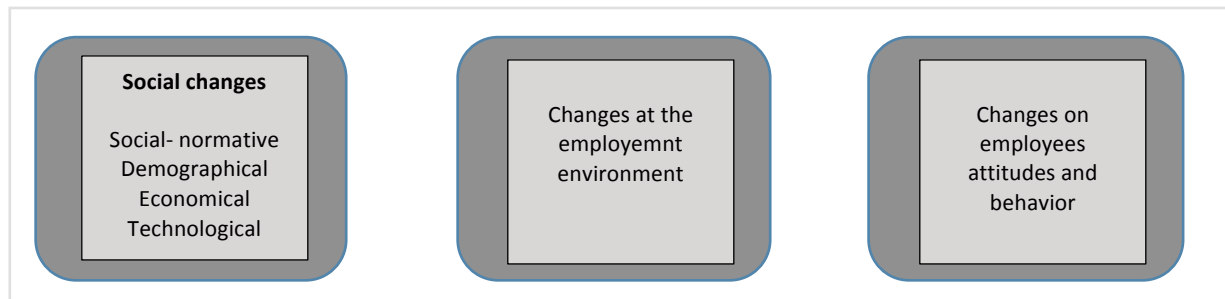 Social changes
Social- normative
Demographical
Economical
Technological
Changes at the
employemnt
environment
Changes on
employees
attitudes and
behavior